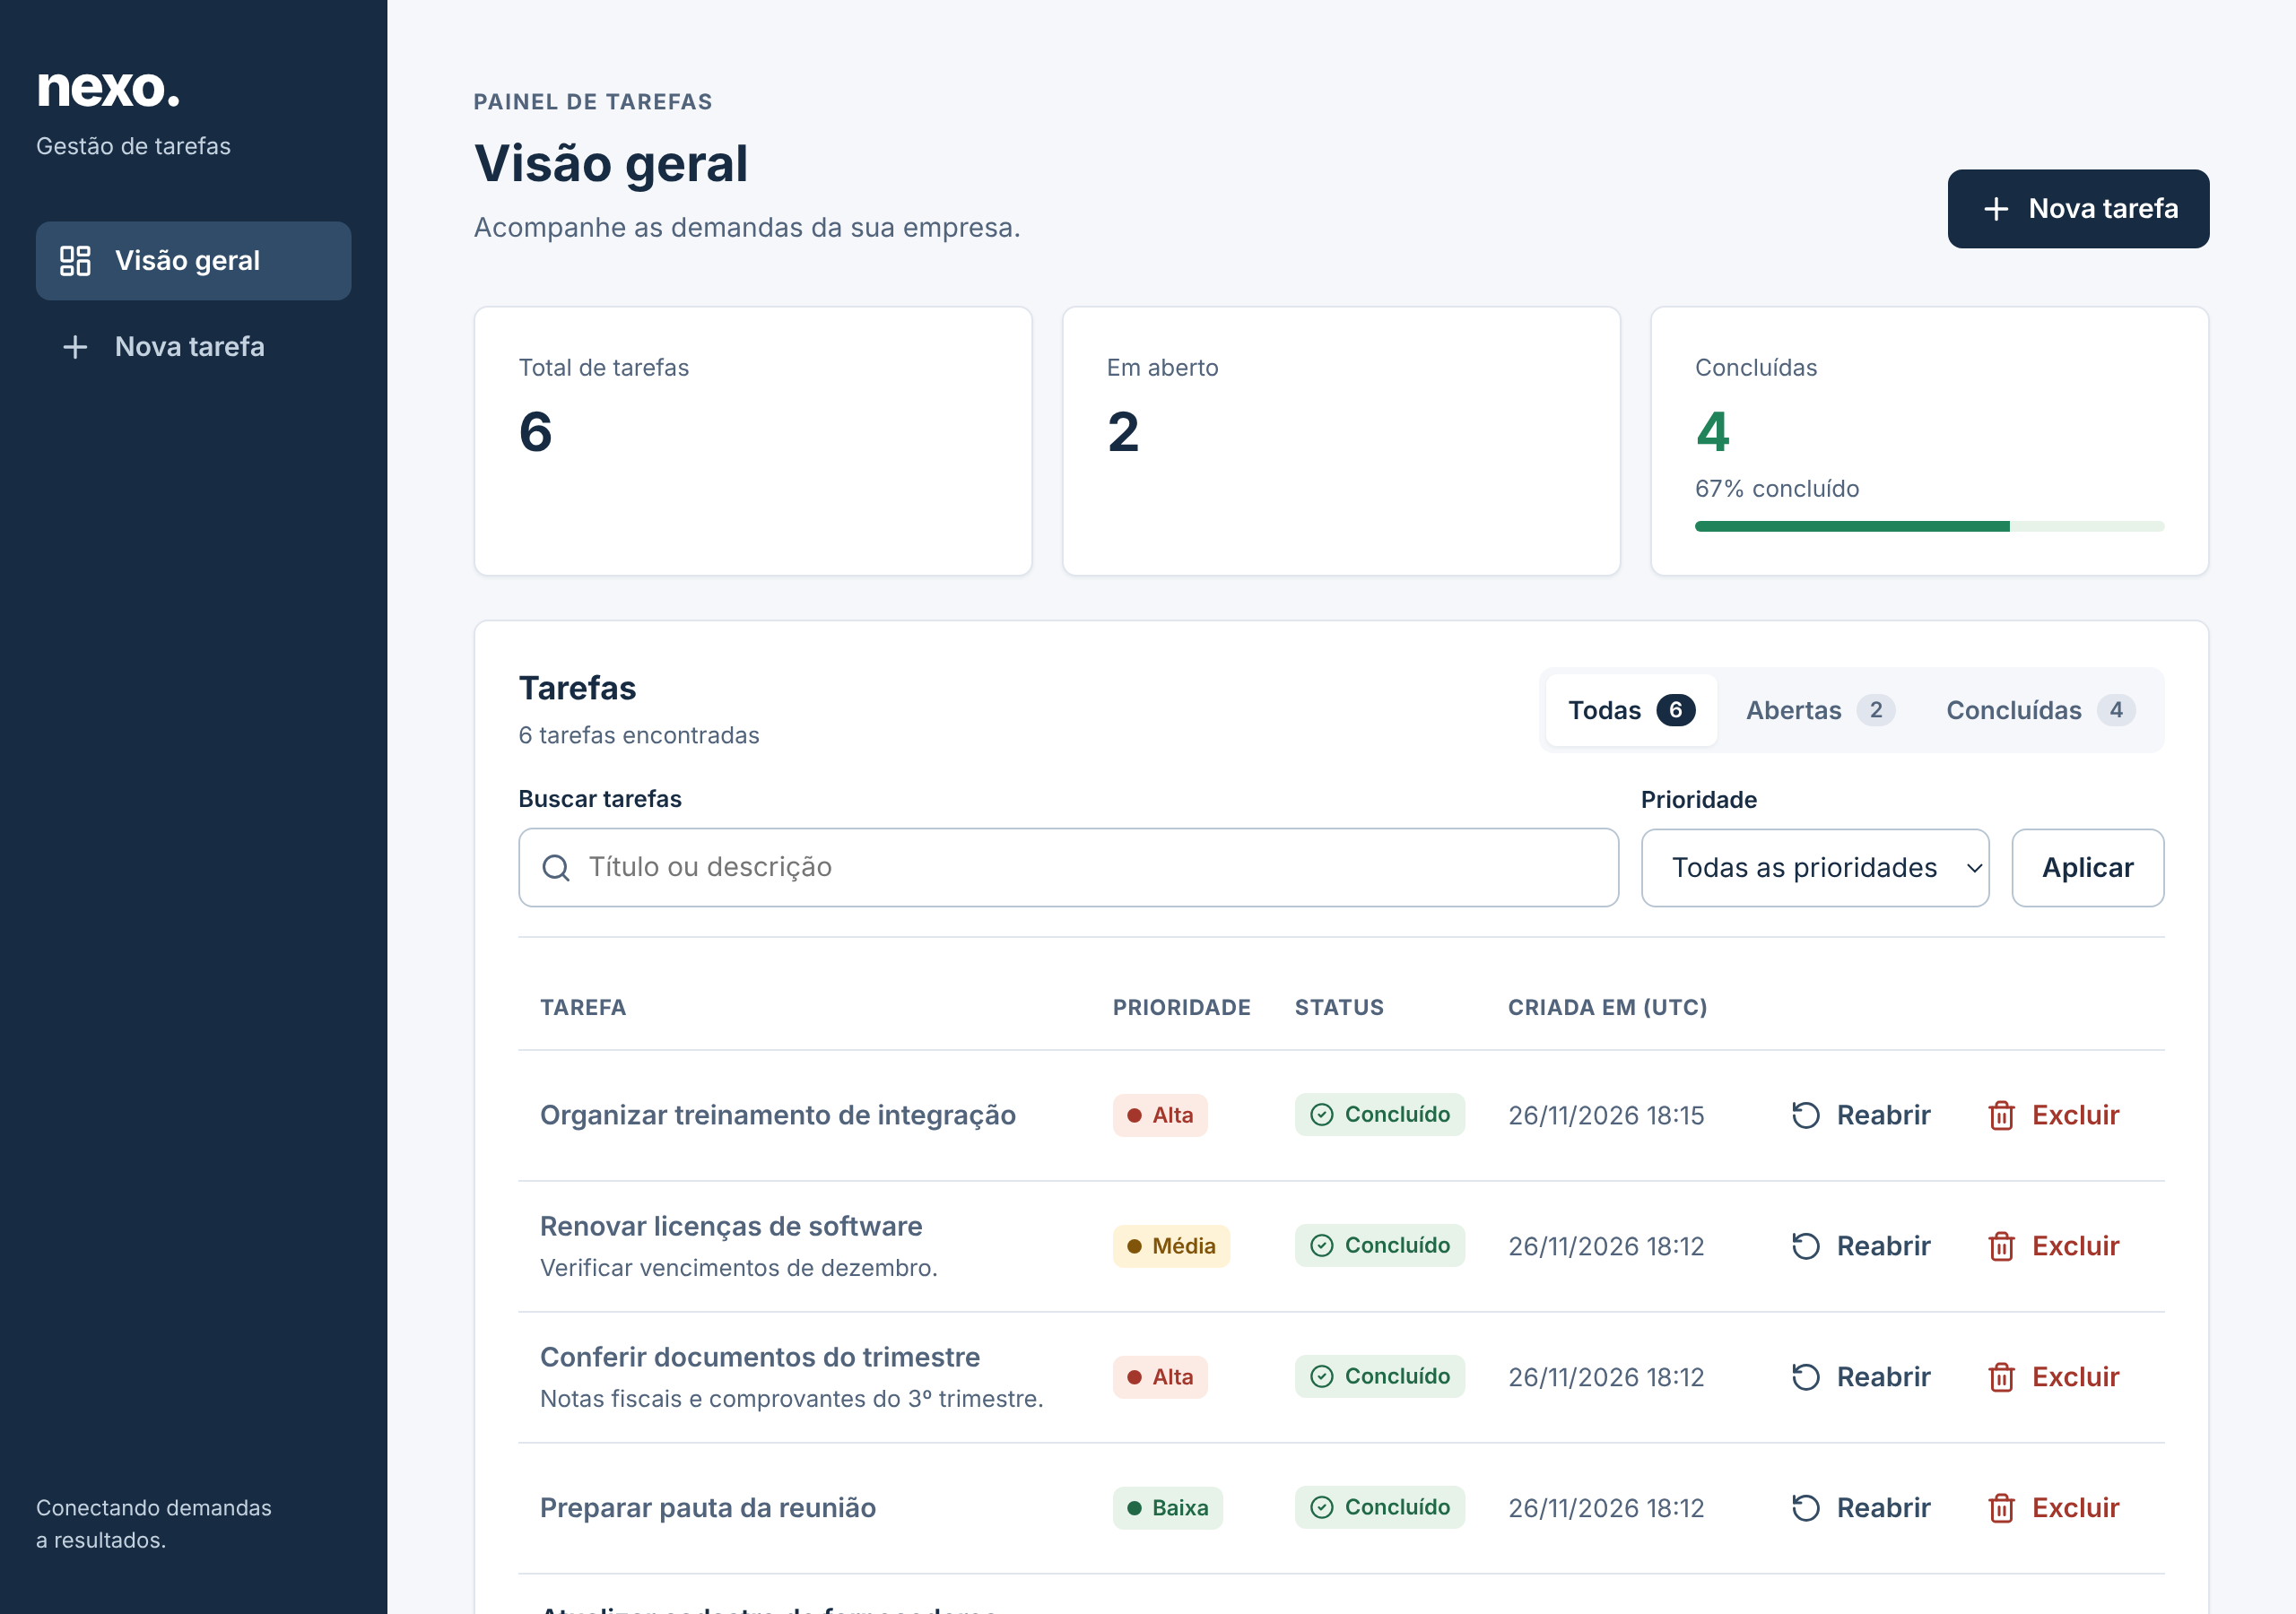 nexo.
Gestão de tarefas
Visão geral
Nova tarefa
Conectando demandas
a resultados.
PAINEL DE TAREFAS
Visão geral
Acompanhe as demandas da sua empresa.
Nova tarefa
Total de tarefas
6
Em aberto
2
Concluídas
4
67% concluído
Tarefas
6 tarefas encontradas
Todas 6 Abertas 2 Concluídas 4
Buscar tarefas
Título ou descrição
Prioridade
Todas as prioridades
Aplicar
TAREFA PRIORIDADE STATUS CRIADA EM (UTC)
Organizar treinamento de integração Alta Concluído 26/11/2026 18:15 Reabrir Excluir
Renovar licenças de software
Verificar vencimentos de dezembro.
Média Concluído 26/11/2026 18:12 Reabrir Excluir
Conferir documentos do trimestre
Notas fiscais e comprovantes do 3º trimestre.
Alta Concluído 26/11/2026 18:12 Reabrir Excluir
Preparar pauta da reunião Baixa Concluído 26/11/2026 18:12 Reabrir Excluir